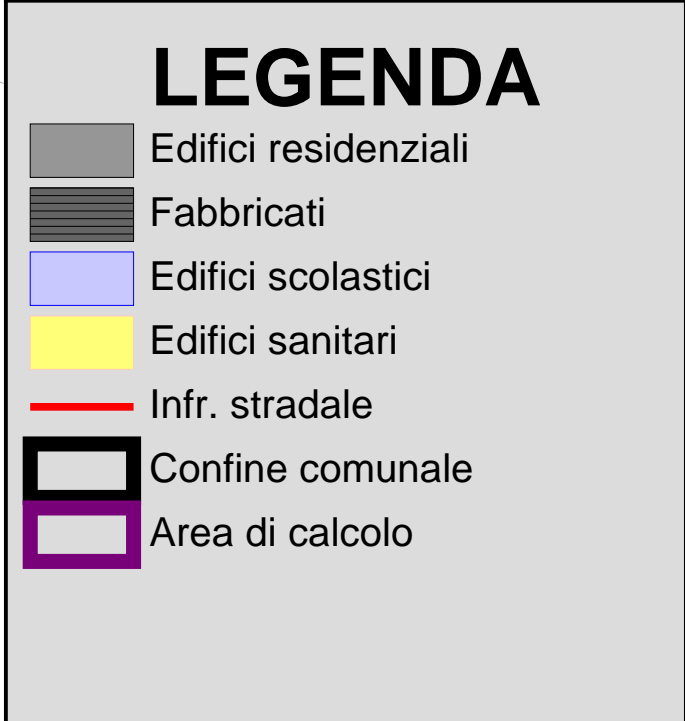 LEGENDA
Edifici residenziali
Fabbricati
Edifici scolastici
Edifici sanitari
Infr. stradale
Confine comunale
Area di calcolo